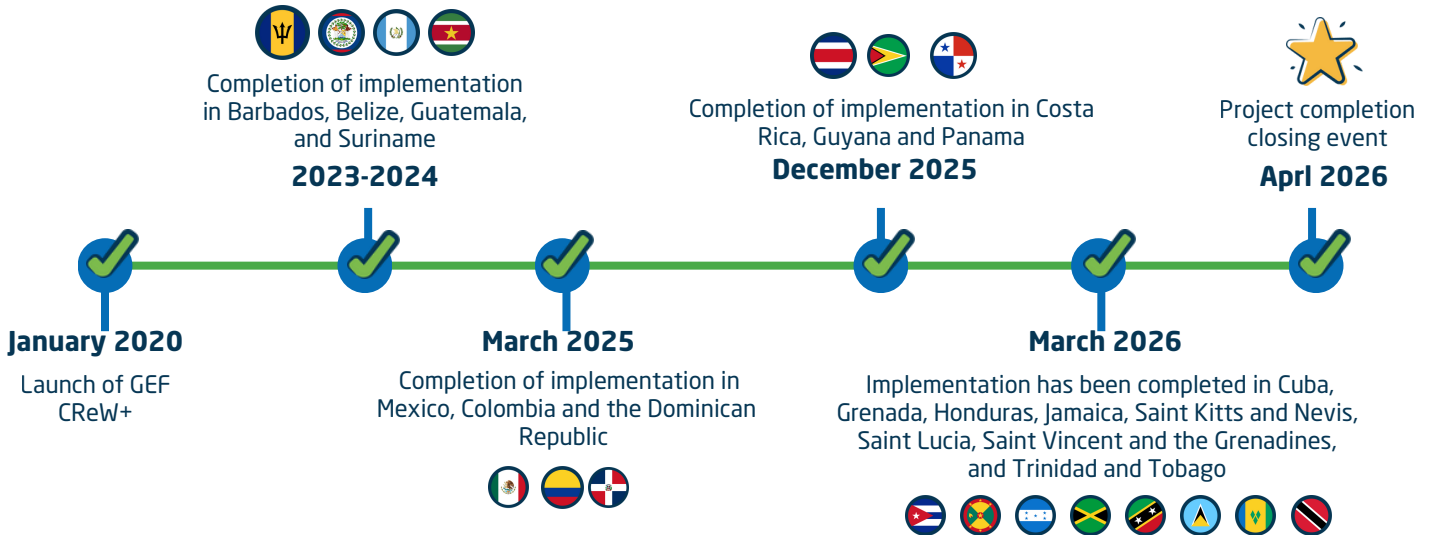 January 2020
Launch of GEF
CReW+
Completion of implementation
in Barbados, Belize, Guatemala,
and Suriname
2023-2024
March 2025
Completion of implementation in
Mexico, Colombia and the Dominican
Republic
Completion of implementation in Costa
Rica, Guyana and Panama
December 2025
March 2026
Implementation has been completed in Cuba,
Grenada, Honduras, Jamaica, Saint Kitts and Nevis,
Saint Lucia, Saint Vincent and the Grenadines,
and Trinidad and Tobago
Project completion
closing event
Aprl 2026